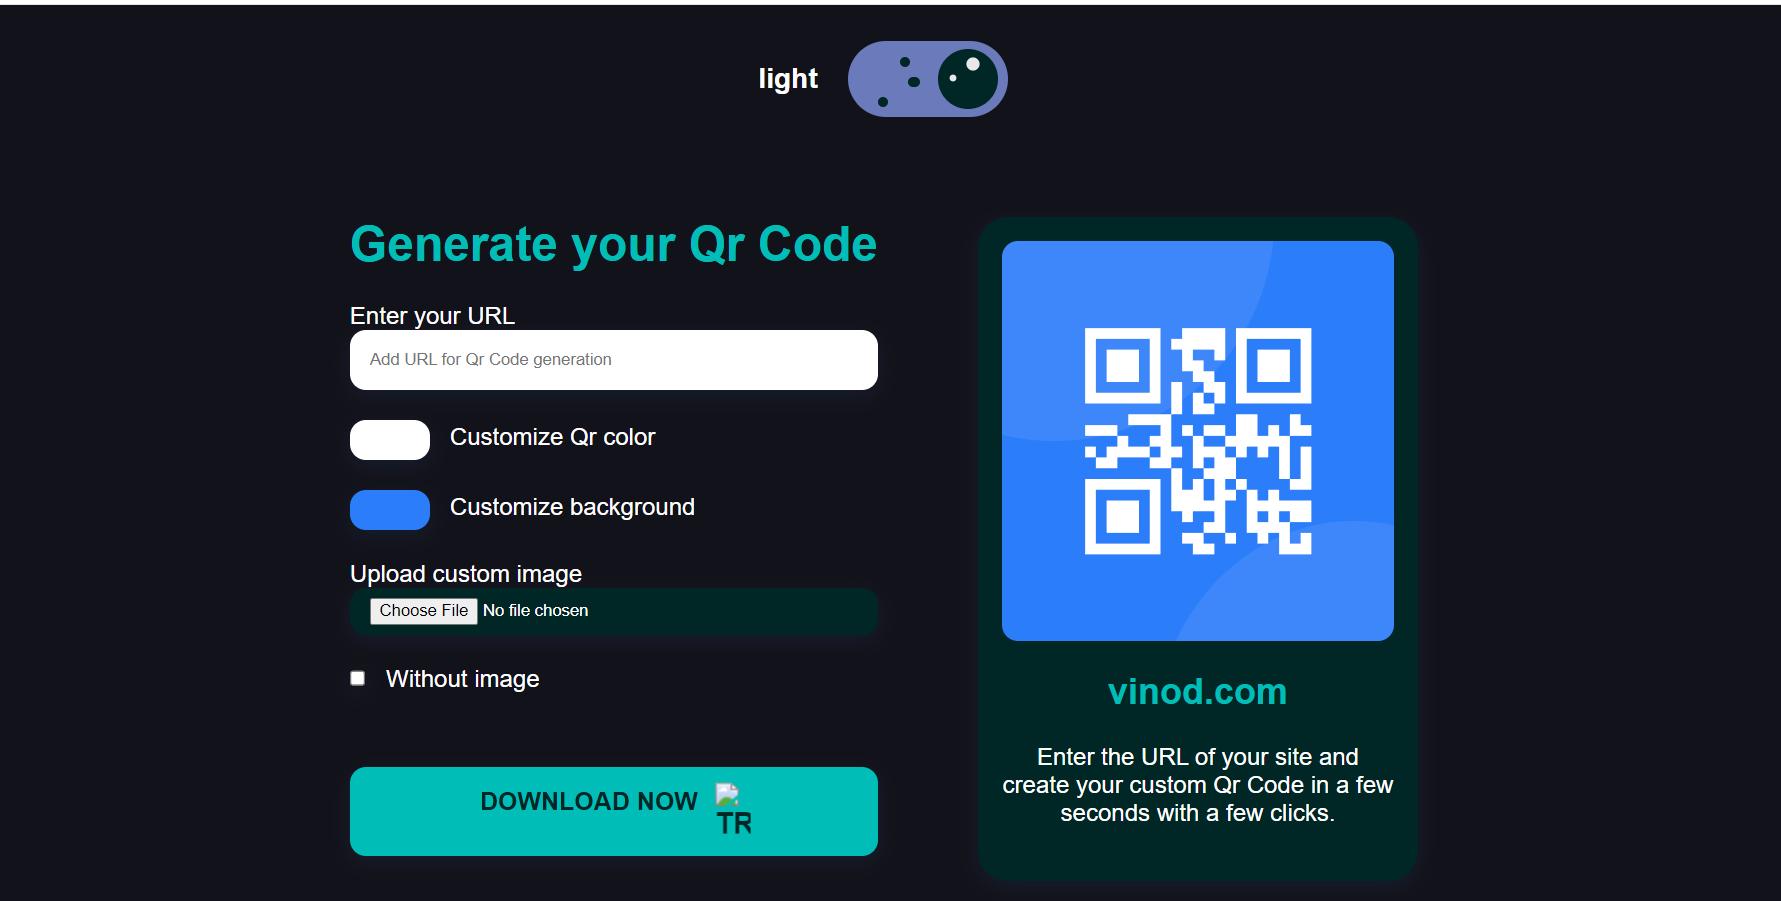 light
Generate your Qr Code
Enter your URL
Add URL for Qr Code generation
Customize Qr color
Customize background
Upload custom image
Choose File No file chosen
Without image
DOWNLOAD NOW
TR
vinod.com
Enter the URL of your site and
create your custom Qr Code in a few
seconds with a few clicks.